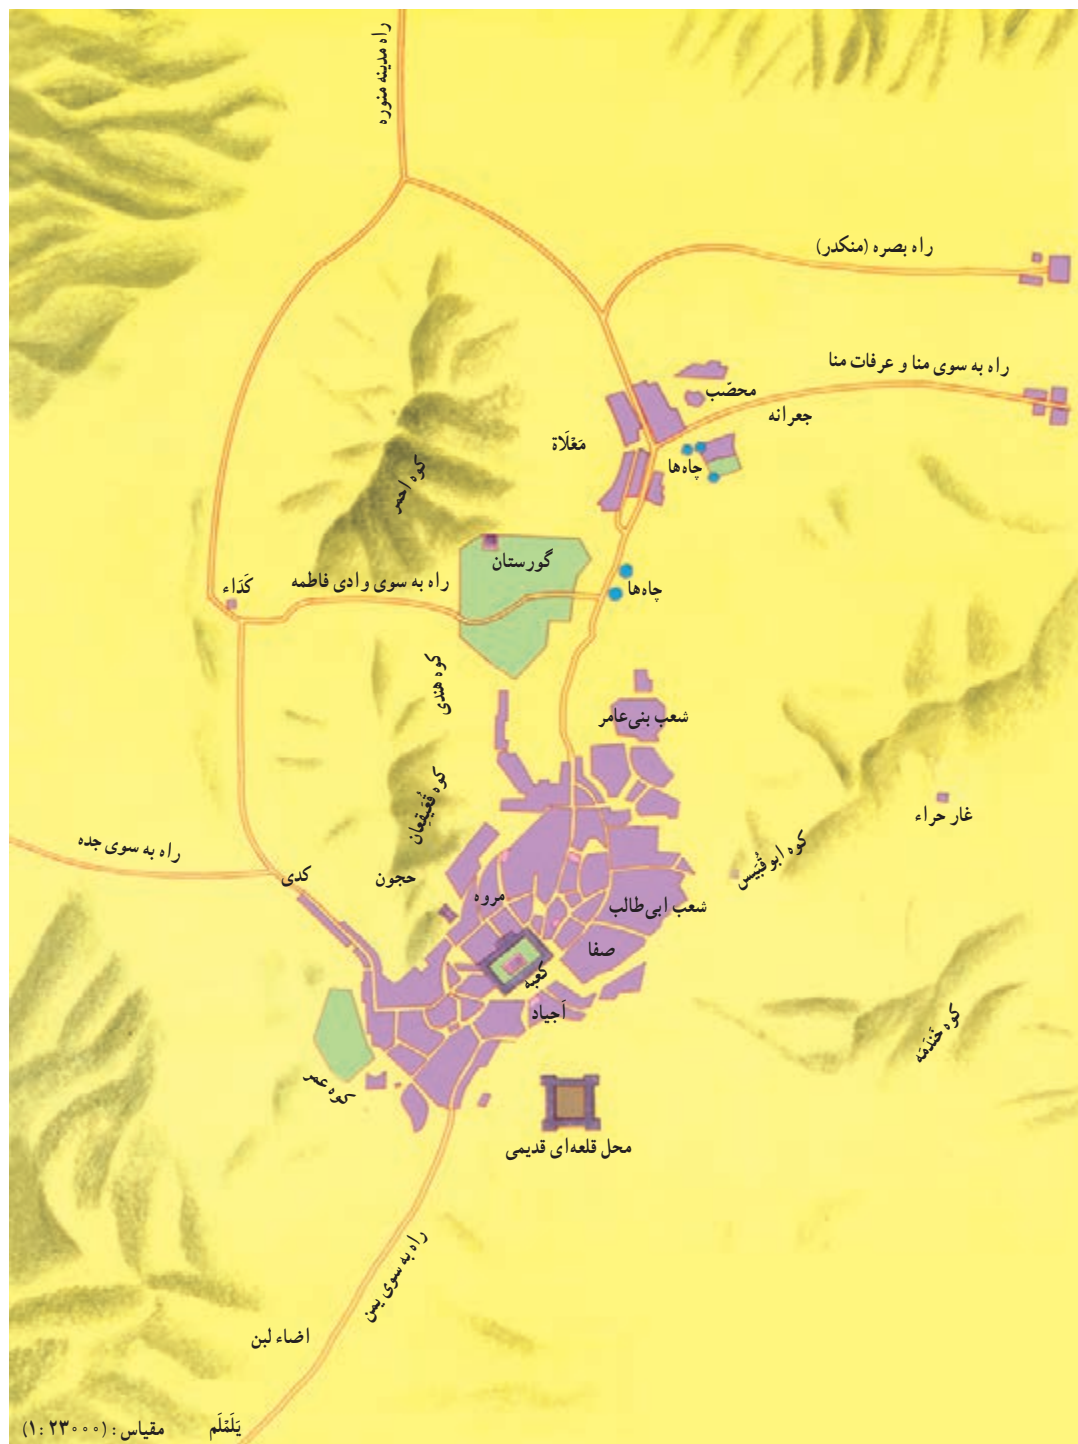 راه مدینه منوره
راه بصره (منکدر)
راه به سوی منا و عرفات منا
محصّب
جعرانه
مَعْلَاة
چاه‌ها
کوه احمر
گورستان
راه به سوی وادی فاطمه
کَدَاء
چاه‌ها
کوه هندی
شعب بنی‌عامر
کوه قُعَیقِعان
غار حراء
راه به سوی جده
کوه ابوقُبَیس
حجون
کدی
مروه
شعب ابی‌طالب
صفا
کعبه
اَجیاد
کوه خَندَمَه
کوه عمر
محل قلعه‌ای قدیمی
راه به سوی یمن
اضاء لبن
یَلَمْلَم
مقیاس : (۱:۲۳۰۰۰)